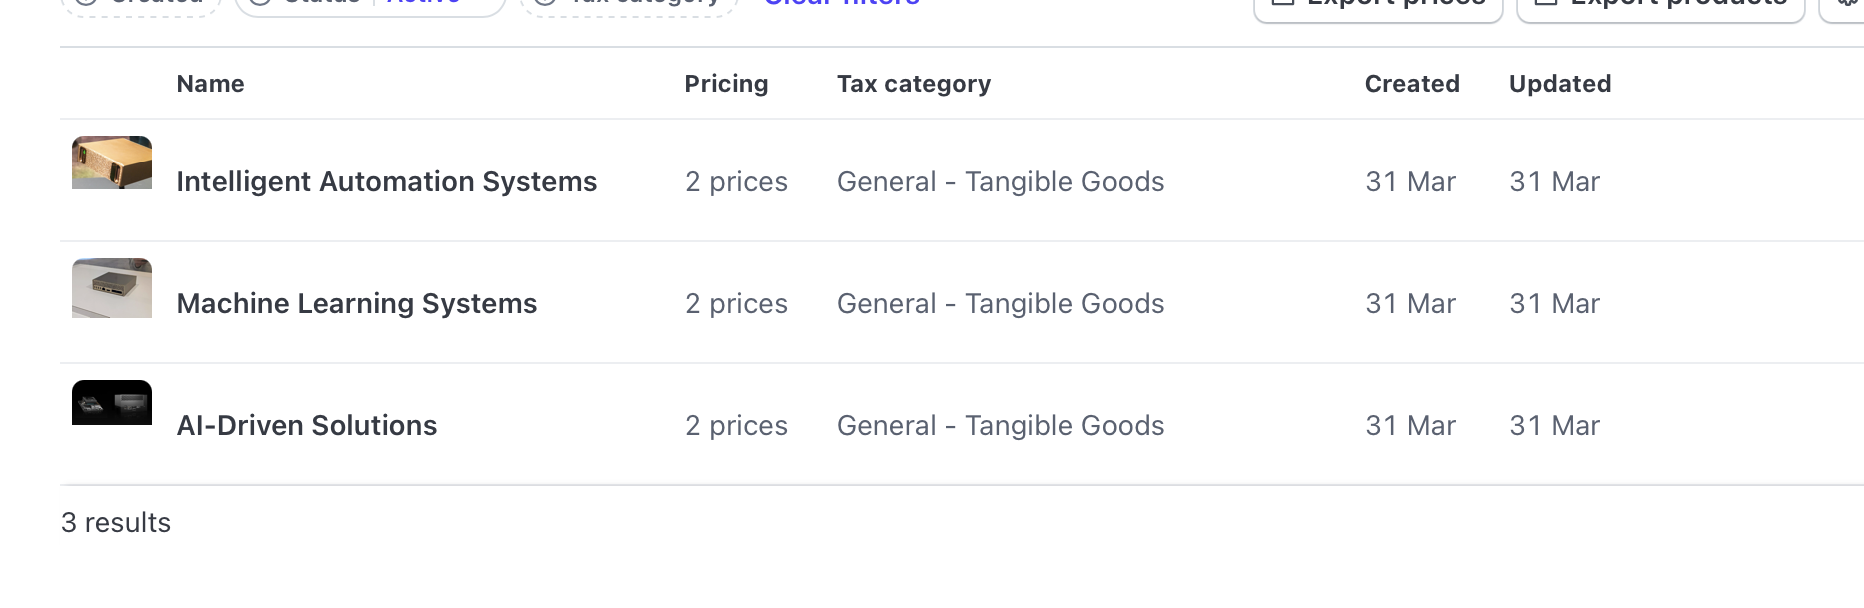 Created Status Active Tax category Clear filters Export prices Export products
Name Pricing Tax category Created Updated
Intelligent Automation Systems 2 prices General - Tangible Goods 31 Mar 31 Mar
Machine Learning Systems 2 prices General - Tangible Goods 31 Mar 31 Mar
AI-Driven Solutions 2 prices General - Tangible Goods 31 Mar 31 Mar
3 results